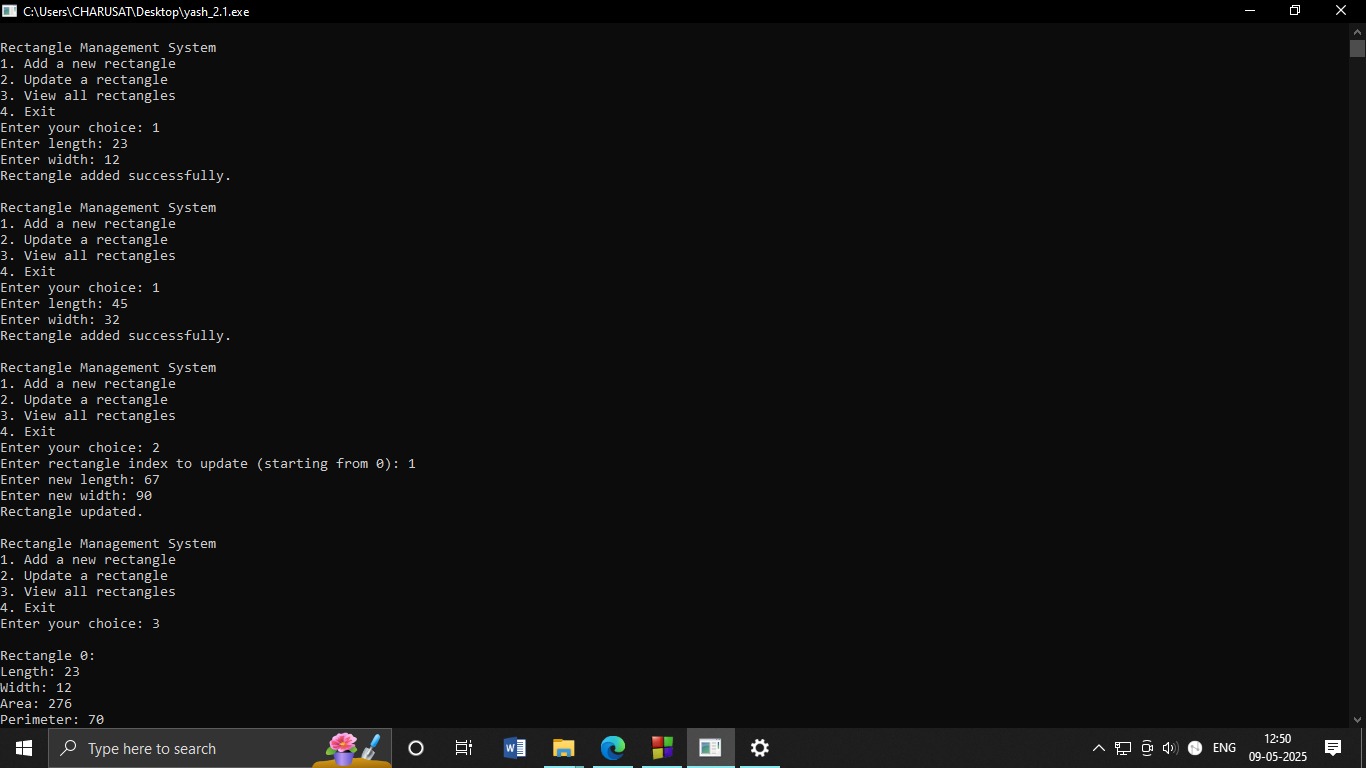 C:\Users\CHARUSAT\Desktop\yash_2.1.exe
Rectangle Management System
1. Add a new rectangle
2. Update a rectangle
3. View all rectangles
4. Exit
Enter your choice: 1
Enter length: 23
Enter width: 12
Rectangle added successfully.
Rectangle Management System
1. Add a new rectangle
2. Update a rectangle
3. View all rectangles
4. Exit
Enter your choice: 1
Enter length: 45
Enter width: 32
Rectangle added successfully.
Rectangle Management System
1. Add a new rectangle
2. Update a rectangle
3. View all rectangles
4. Exit
Enter your choice: 2
Enter rectangle index to update (starting from 0): 1
Enter new length: 67
Enter new width: 90
Rectangle updated.
Rectangle Management System
1. Add a new rectangle
2. Update a rectangle
3. View all rectangles
4. Exit
Enter your choice: 3
Rectangle 0:
Length: 23
Width: 12
Area: 276
Perimeter: 70
Type here to search
ENG
12:50
09-05-2025